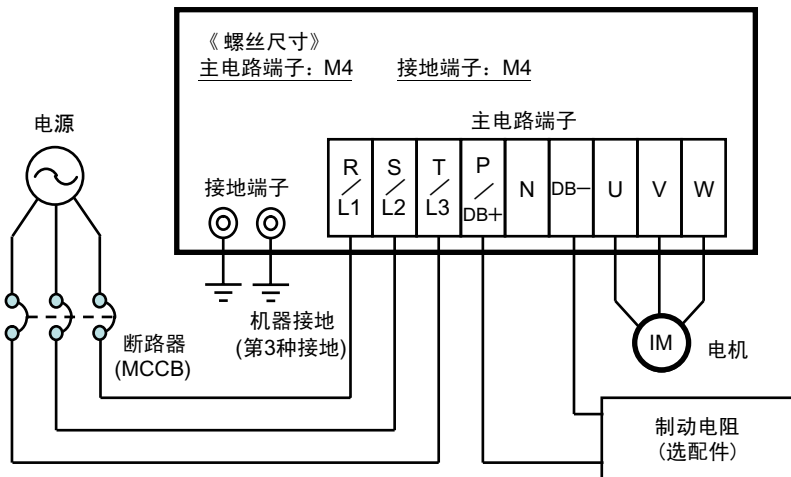 《 螺丝尺寸》
主电路端子：M4 接地端子：M4
主电路端子
电源
接地端子
R/L1 S/L2 T/L3 P/DB+ N DB− U V W
机器接地
(第3种接地)
断路器
(MCCB)
IM 电机
制动电阻
(选配件)